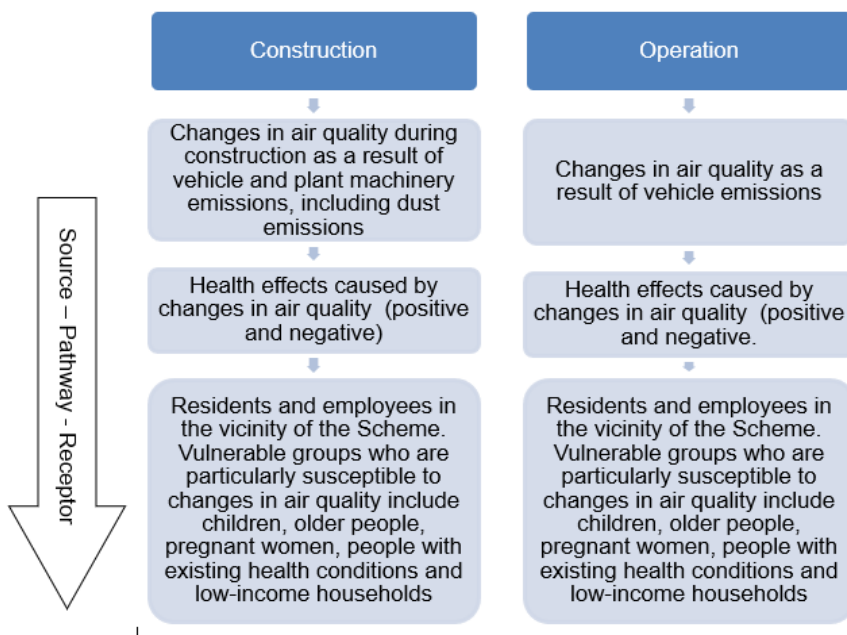 Construction
Changes in air quality during
construction as a result of
vehicle and plant machinery
emissions, including dust
emissions
Health effects caused by
changes in air quality  (positive
and negative)
Residents and employees in
the vicinity of the Scheme.
Vulnerable groups who are
particularly susceptible to
changes in air quality include
children, older people,
pregnant women, people with
existing health conditions and
low-income households
Operation
Changes in air quality as a
result of vehicle emissions
Health effects caused by
changes in air quality  (positive
and negative.
Residents and employees in
the vicinity of the Scheme.
Vulnerable groups who are
particularly susceptible to
changes in air quality include
children, older people,
pregnant women, people with
existing health conditions and
low-income households
Source – Pathway - Receptor